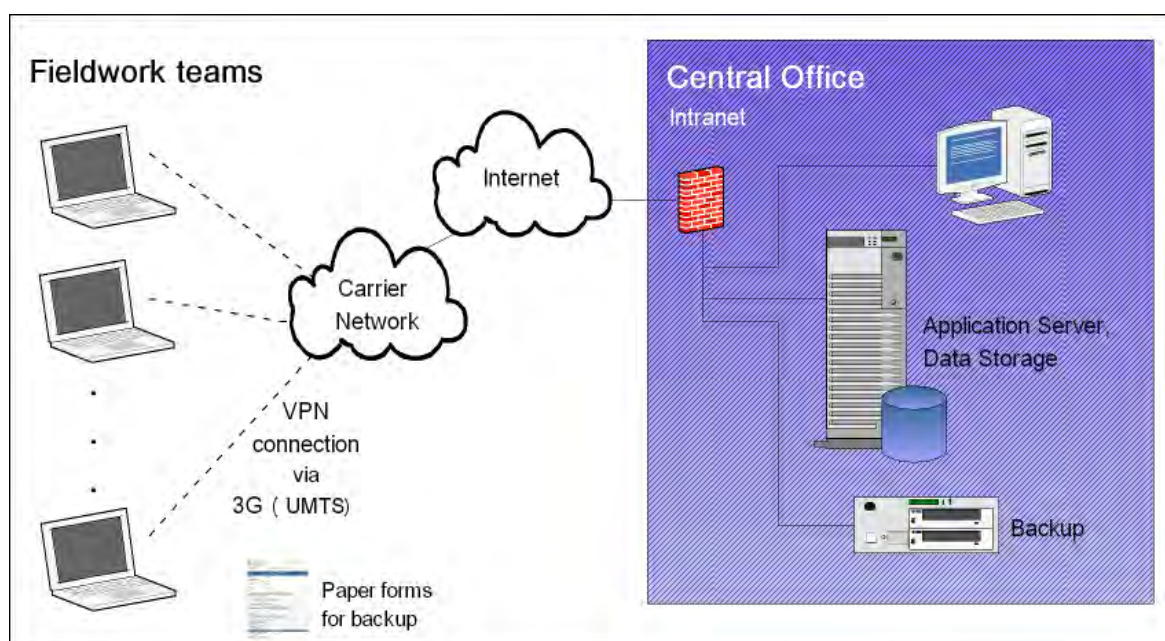 Fieldwork teams
Central Office
Intranet
Internet
Carrier
Network
Application Server,
Data Storage
VPN
connection
via
3G ( UMTS)
Backup
Paper forms
for backup